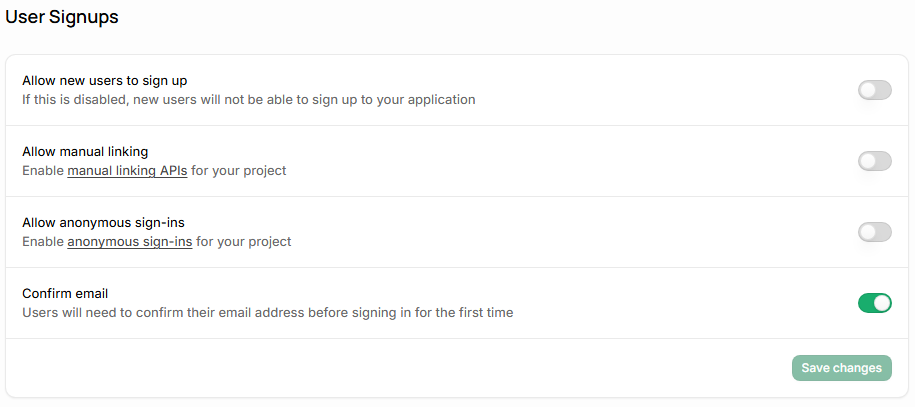 User Signups
Allow new users to sign up
If this is disabled, new users will not be able to sign up to your application
Allow manual linking
Enable manual linking APIs for your project
Allow anonymous sign-ins
Enable anonymous sign-ins for your project
Confirm email
Users will need to confirm their email address before signing in for the first time
Save changes